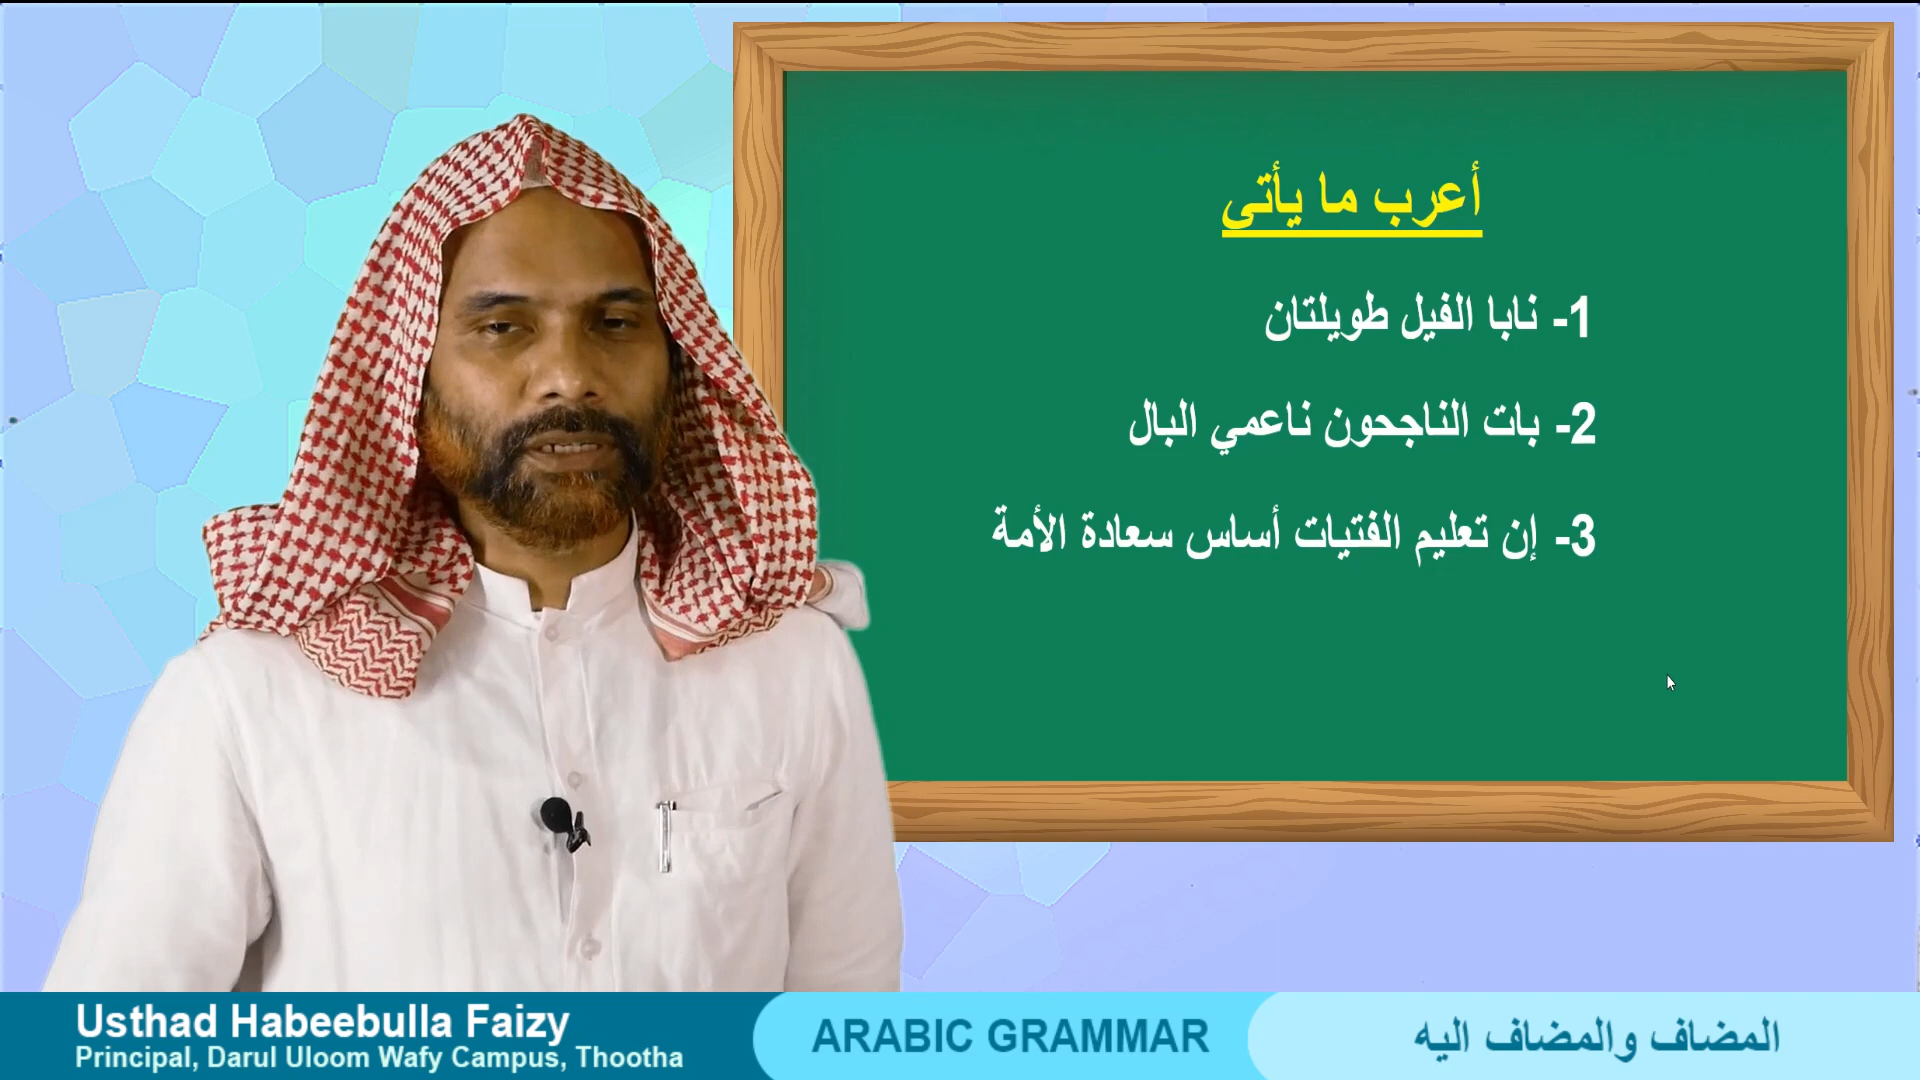 أعرب ما يأتي
1- نابا الفيل طويلتان
2- بات الناجحون ناعمي البال
3- إن تعليم الفتيات أساس سعادة الأمة
Usthad Habeebulla Faizy
Principal, Darul Uloom Wafy Campus, Thootha
ARABIC GRAMMAR
المضاف والمضاف اليه